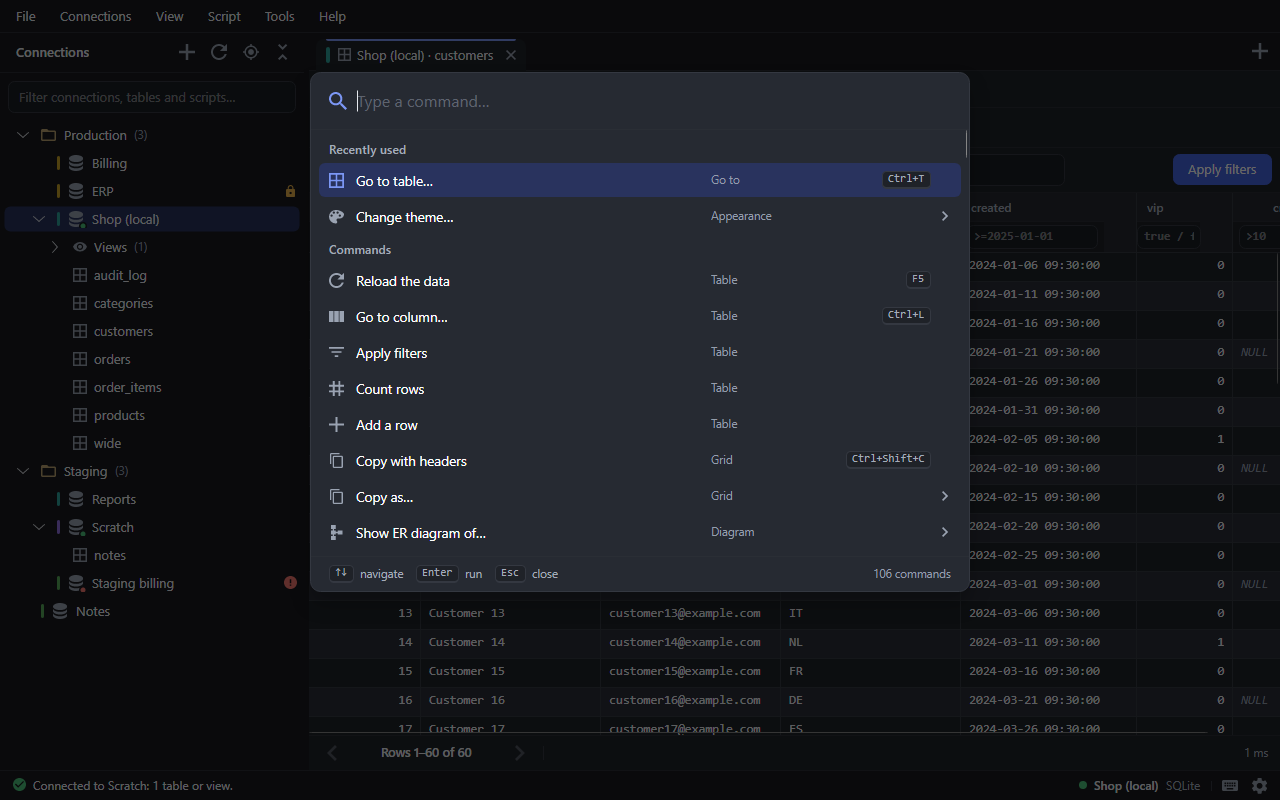 File Connections View Script Tools Help
Connections
Shop (local) · customers
Filter connections, tables and scripts...
Production (3)
Billing
ERP
Shop (local)
Views (1)
audit_log
categories
customers
orders
order_items
products
wide
Staging (3)
Reports
Scratch
notes
Staging billing
Notes
Type a command...
Recently used
Go to table... Go to Ctrl+T
Change theme... Appearance
Commands
Reload the data Table F5
Go to column... Table Ctrl+L
Apply filters Table
Count rows Table
Add a row Table
Copy with headers Grid Ctrl+Shift+C
Copy as... Grid
Show ER diagram of... Diagram
↑↓ navigate Enter run Esc close 106 commands
Apply filters
created vip
>=2025-01-01 true / f >10
2024-01-06 09:30:00 0
2024-01-11 09:30:00 0
2024-01-16 09:30:00 0
2024-01-21 09:30:00 0 NULL
2024-01-26 09:30:00 0
2024-01-31 09:30:00 0
2024-02-05 09:30:00 1
2024-02-10 09:30:00 0 NULL
2024-02-15 09:30:00 0
2024-02-20 09:30:00 0
2024-02-25 09:30:00 0
2024-03-01 09:30:00 0 NULL
13 Customer 13 customer13@example.com IT 2024-03-06 09:30:00 0
14 Customer 14 customer14@example.com NL 2024-03-11 09:30:00 1
15 Customer 15 customer15@example.com FR 2024-03-16 09:30:00 0
16 Customer 16 customer16@example.com DE 2024-03-21 09:30:00 0 NULL
17 Customer 17 customer17@example.com ES 2024-03-26 09:30:00 0
Rows 1–60 of 60 1 ms
Connected to Scratch: 1 table or view. Shop (local) SQLite